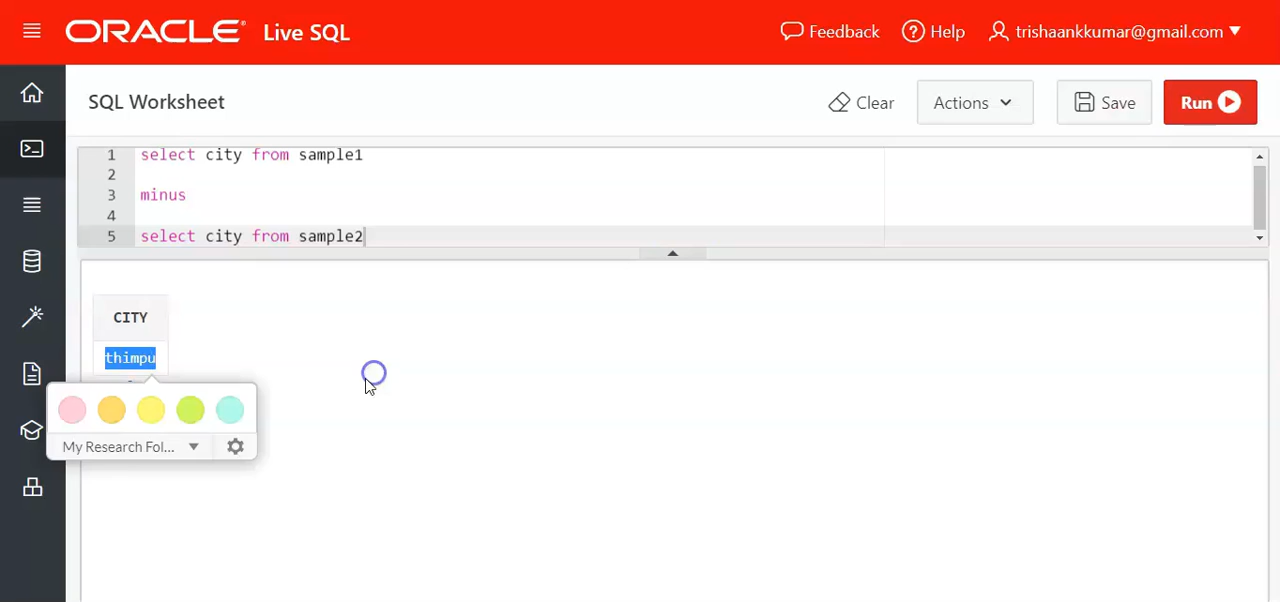 ORACLE Live SQL
Feedback Help trishaankkumar@gmail.com
SQL Worksheet
Clear Actions Save Run
1 select city from sample1
2
3 minus
4
5 select city from sample2
CITY
thimpu
My Research Fol...